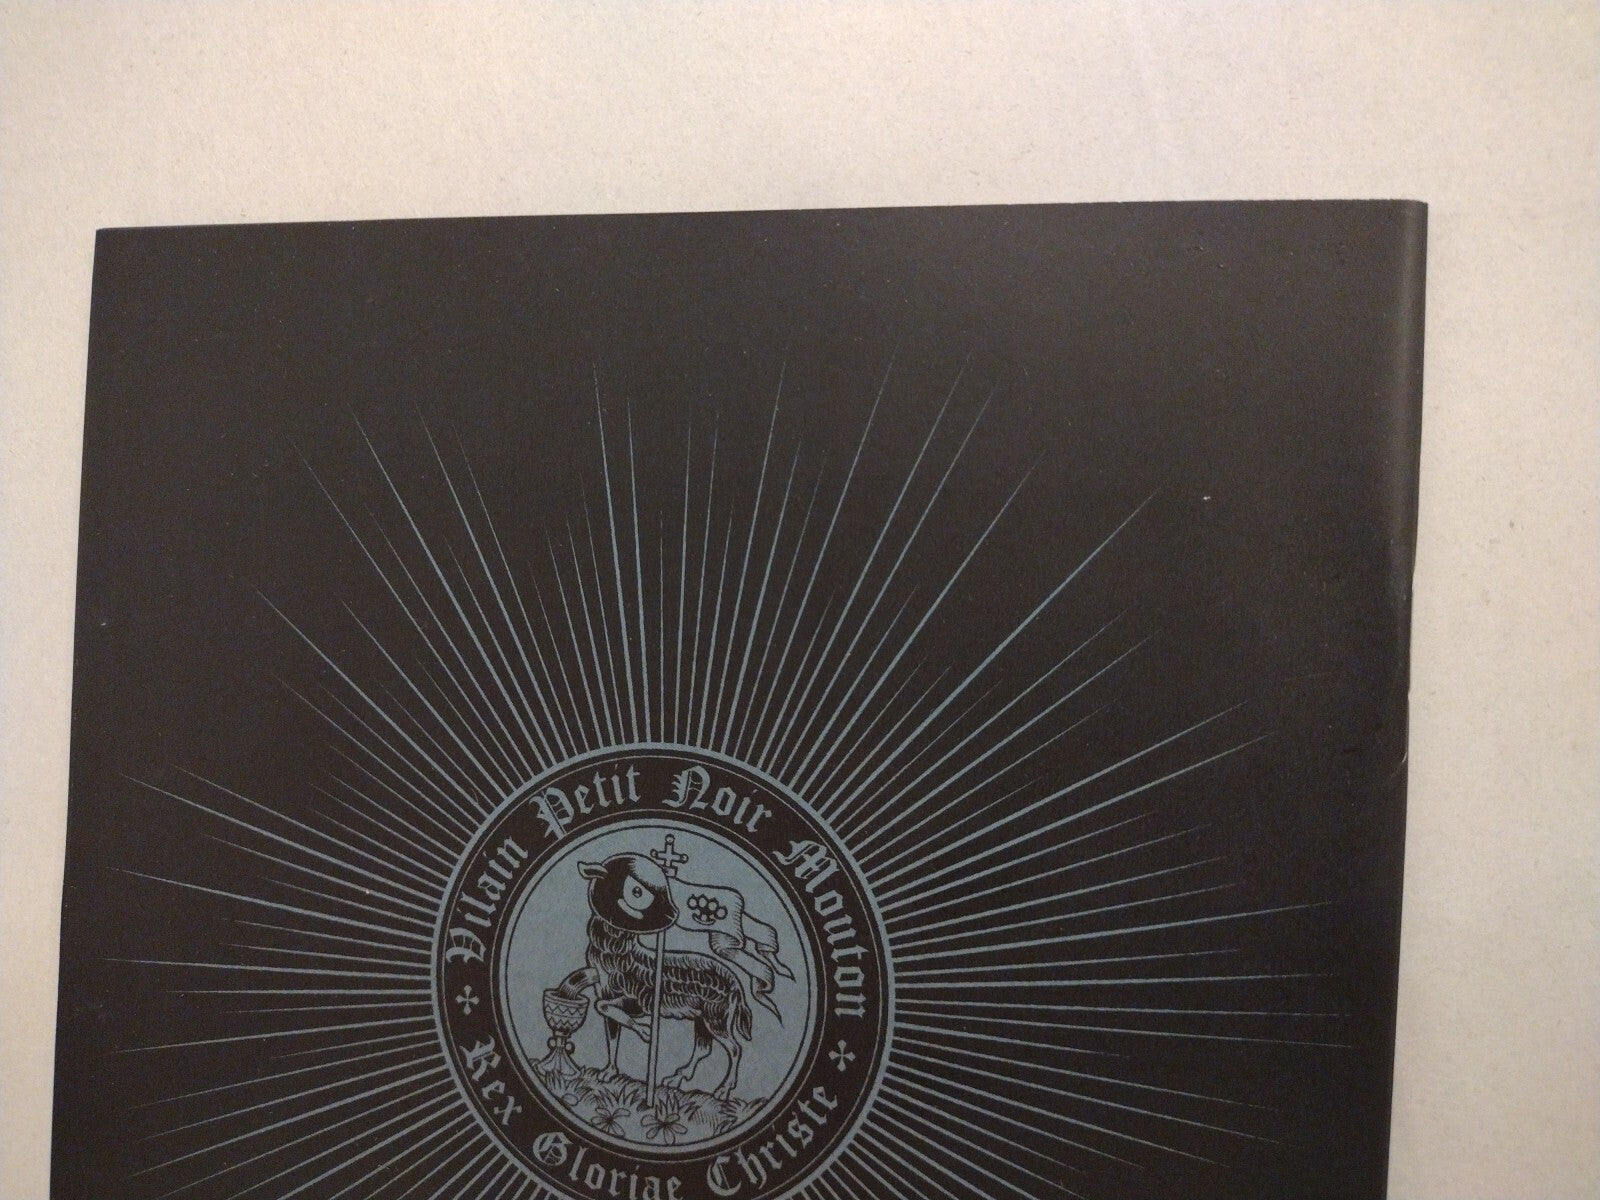 Vilain Petit Noir Mouton
Rex Gloriae Christe